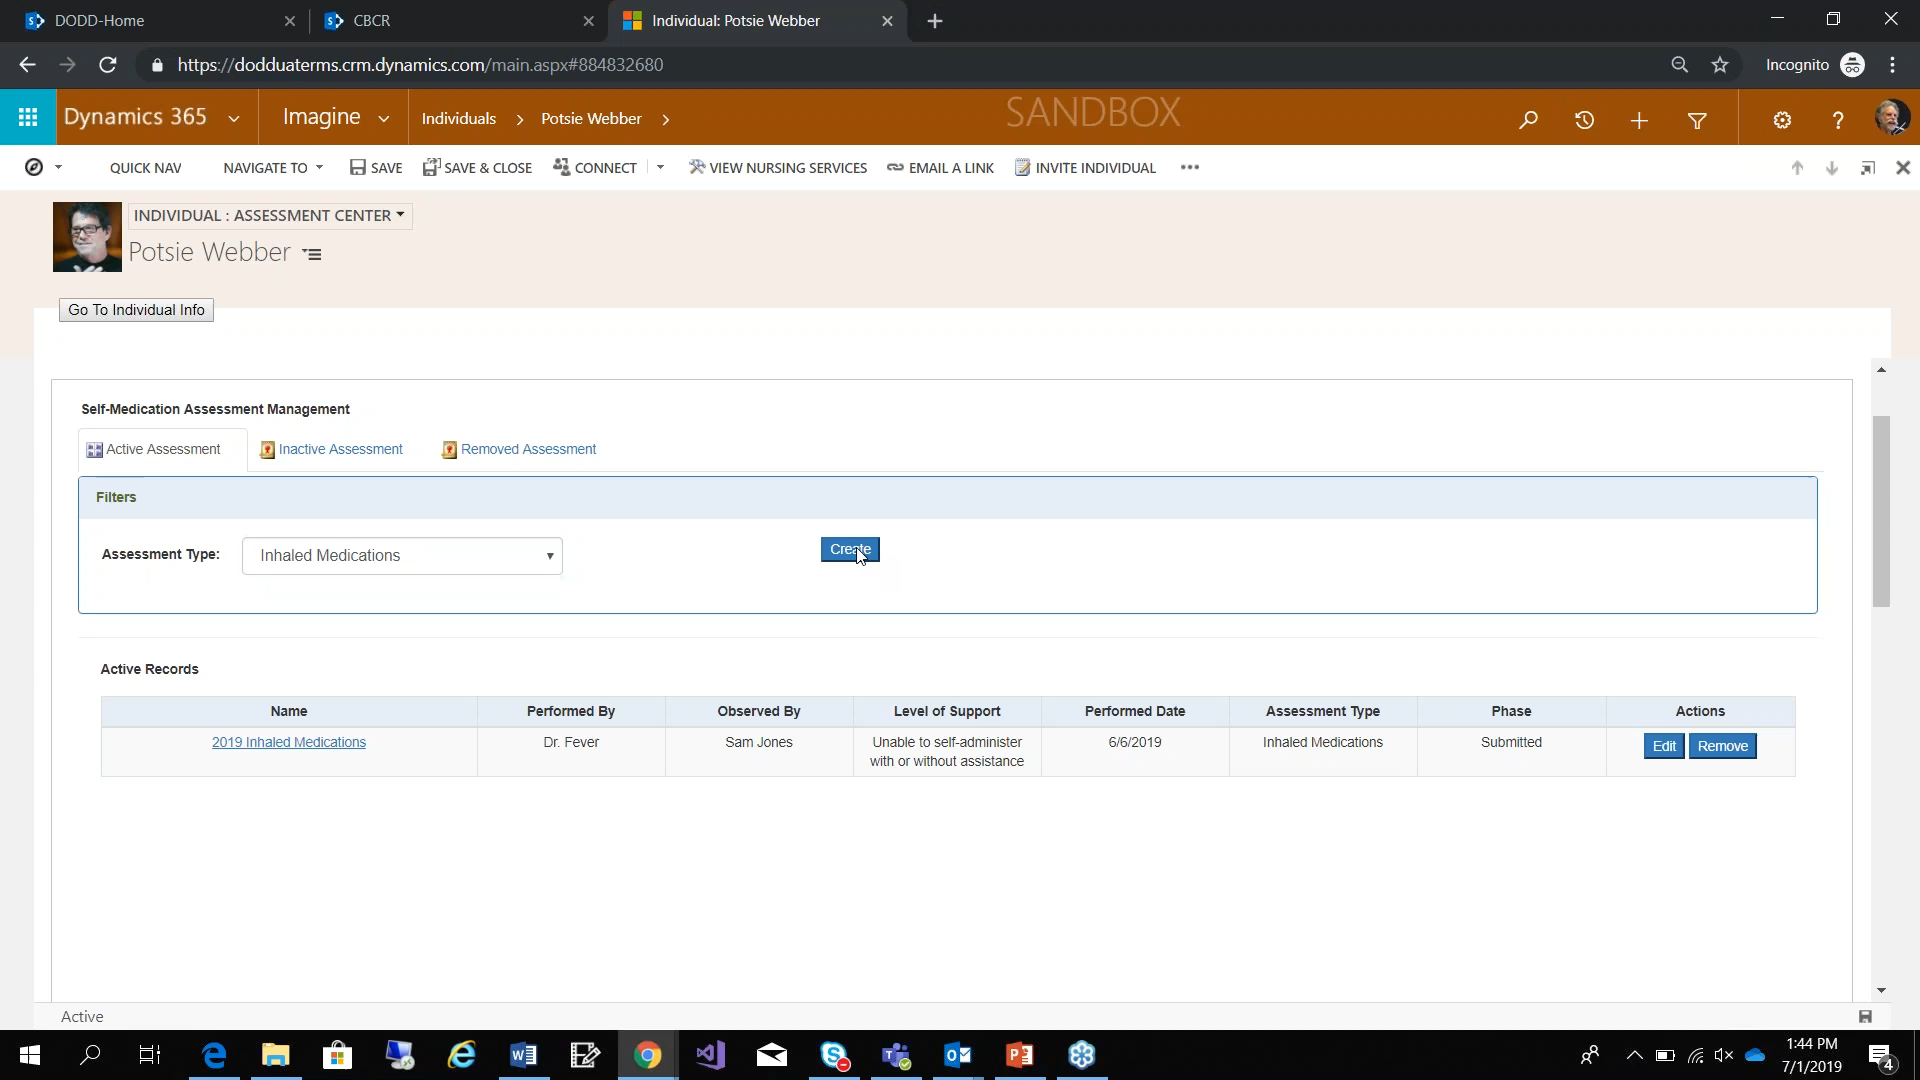 DODD-Home
CBCR
Individual: Potsie Webber
https://dodduaterms.crm.dynamics.com/main.aspx#884832680
Incognito
Dynamics 365
Imagine
Individuals > Potsie Webber >
SANDBOX
QUICK NAV
NAVIGATE TO
SAVE
SAVE & CLOSE
CONNECT
VIEW NURSING SERVICES
EMAIL A LINK
INVITE INDIVIDUAL
INDIVIDUAL : ASSESSMENT CENTER
Potsie Webber
Go To Individual Info
Self-Medication Assessment Management
Active Assessment
Inactive Assessment
Removed Assessment
Filters
Assessment Type:
Inhaled Medications
Create
Active Records
Name Performed By Observed By Level of Support Performed Date Assessment Type Phase Actions
2019 Inhaled Medications Dr. Fever Sam Jones Unable to self-administer 6/6/2019 Inhaled Medications Submitted Edit Remove
with or without assistance
Active
1:44 PM
7/1/2019
4